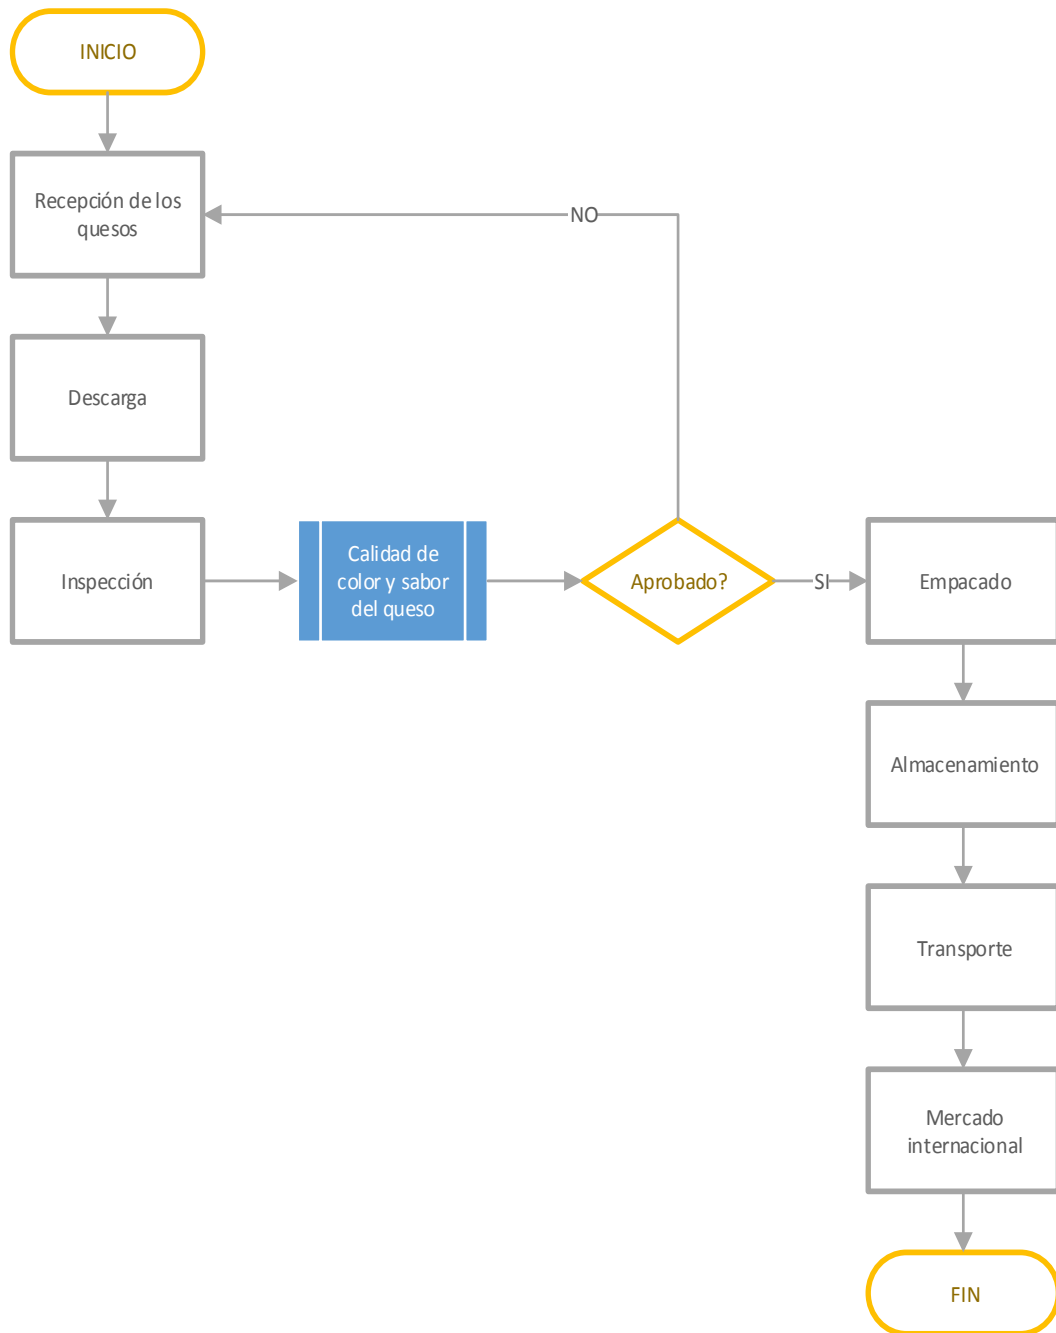 INICIO
Recepción de los
quesos
NO
Descarga
Inspección
Calidad de
color y sabor
del queso
Aprobado?
SI
Empacado
Almacenamiento
Transporte
Mercado
internacional
FIN